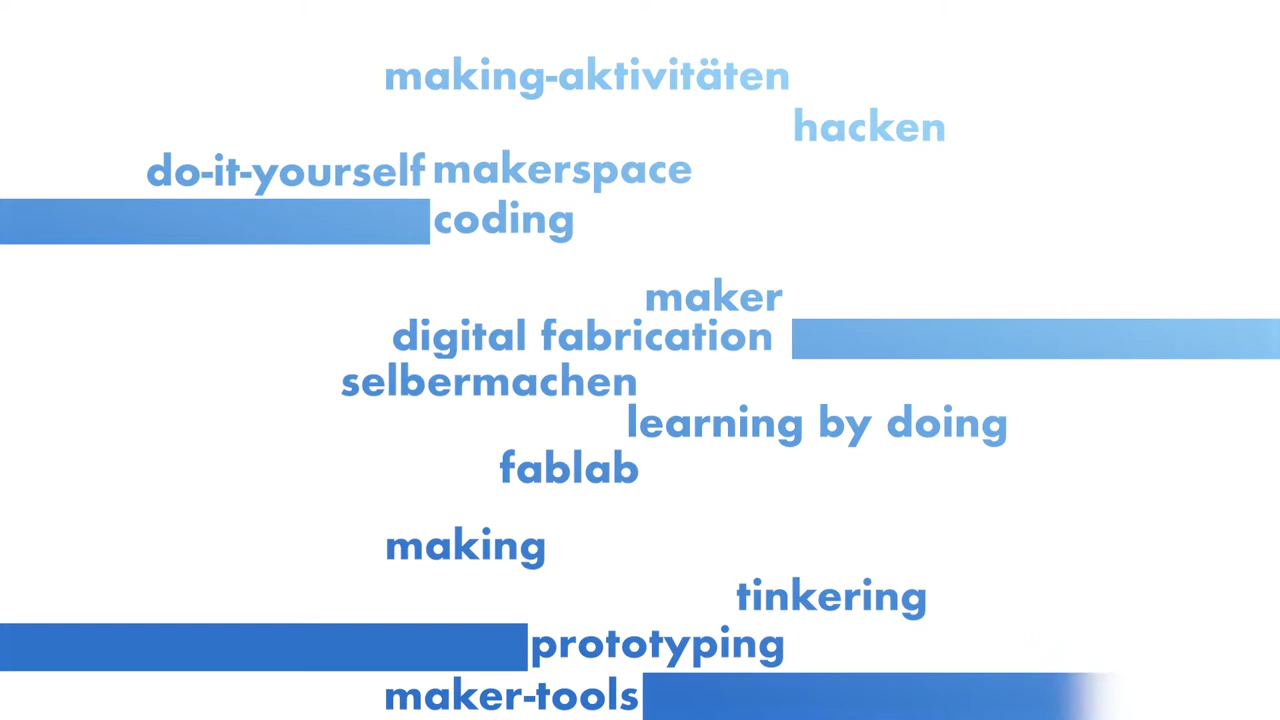 making-aktivitäten
hacken
do-it-yourself makerspace
coding
maker
digital fabrication
selbermachen
learning by doing
fablab
making
tinkering
prototyping
maker-tools